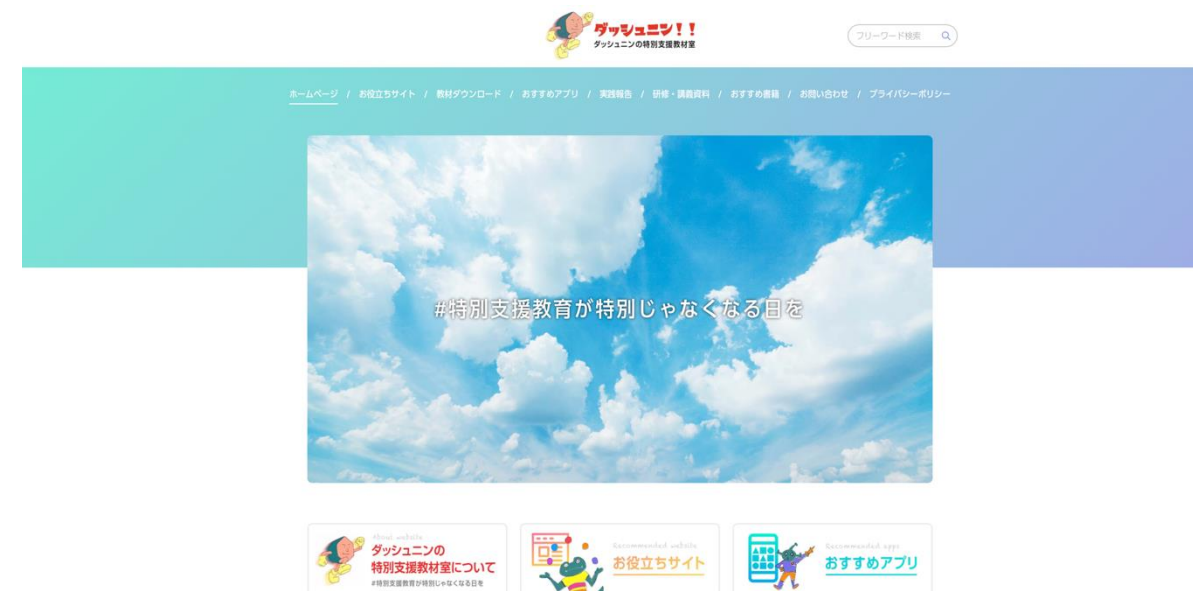 ダッシュニン！！
ダッシュニンの特別支援教材室
フリーワード検索
ホームページ / お役立ちサイト / 教材ダウンロード / おすすめアプリ / 実践報告 / 研修・講義資料 / おすすめ書籍 / お問い合わせ / プライバシーポリシー
#特別支援教育が特別じゃなくなる日を
About website
ダッシュニンの
特別支援教材室について
#特別支援教育が特別じゃなくなる日を
Recommended website
お役立ちサイト
Recommended apps
おすすめアプリ